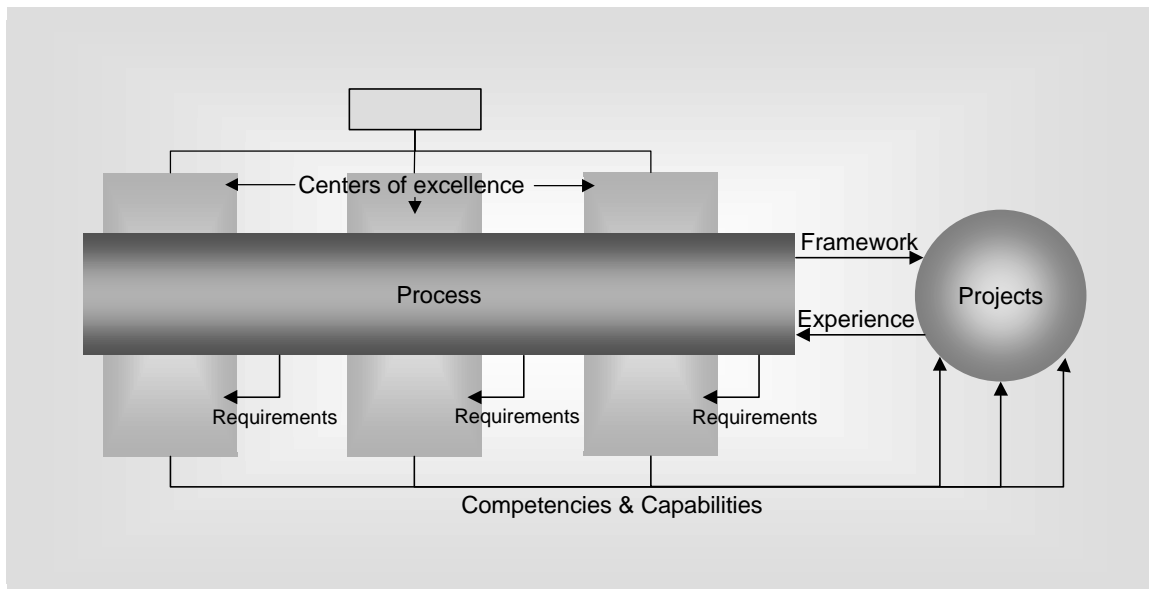 Centers of excellence
Framework
Process
Projects
Experience
Requirements
Requirements
Requirements
Competencies & Capabilities